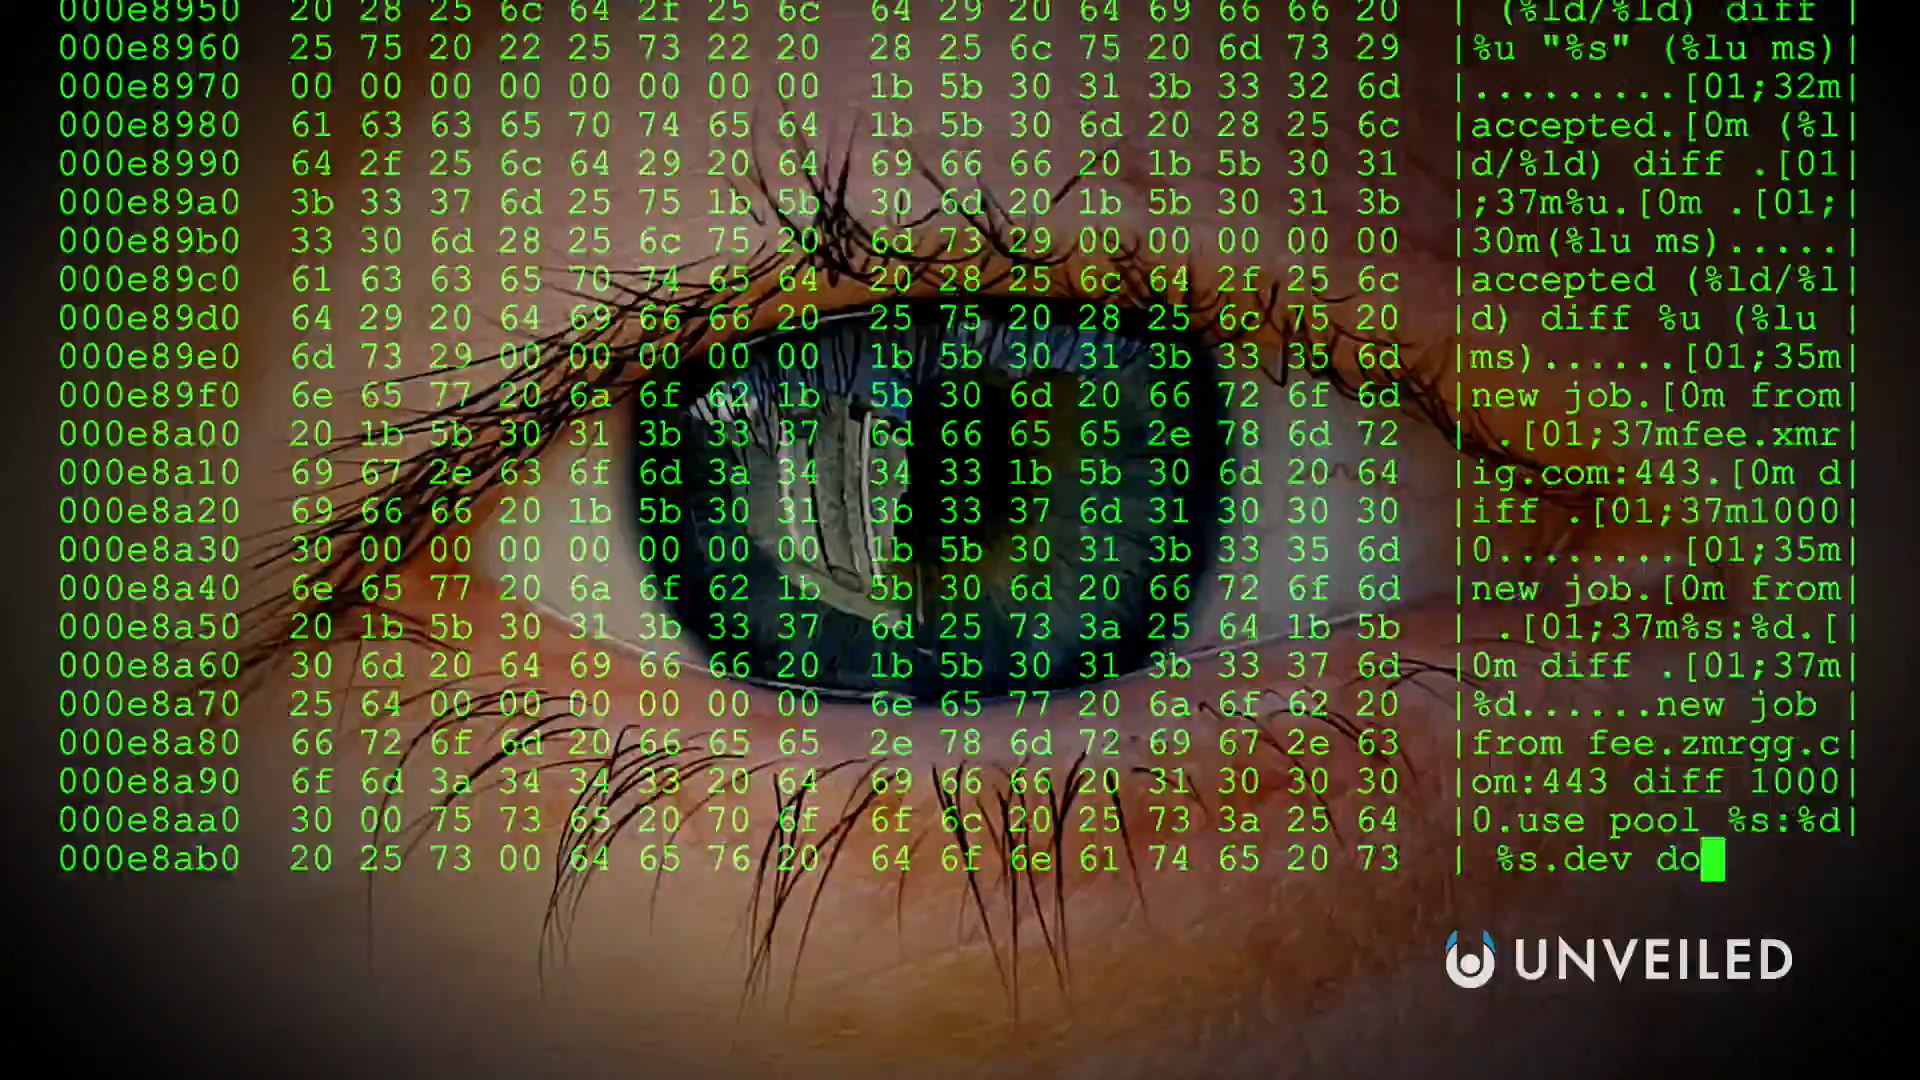 000e8950 20 28 25 6c 64 2f 25 6c 64 29 20 64 69 66 66 20 | (%ld/%ld) diff |
000e8960 25 75 20 22 25 73 22 20 28 25 6c 75 20 6d 73 29 |%u "%s" (%lu ms)|
000e8970 00 00 00 00 00 00 00 00 1b 5b 30 31 3b 33 32 6d |.........[01;32m|
000e8980 61 63 63 65 70 74 65 64 1b 5b 30 6d 20 28 25 6c |accepted.[0m (%l|
000e8990 64 2f 25 6c 64 29 20 64 69 66 66 20 1b 5b 30 31 |d/%ld) diff .[01|
000e89a0 3b 33 37 6d 25 75 1b 5b 30 6d 20 1b 5b 30 31 3b |;37m%u.[0m .[01;|
000e89b0 33 30 6d 28 25 6c 75 20 6d 73 29 00 00 00 00 00 |30m(%lu ms).....|
000e89c0 61 63 63 65 70 74 65 64 20 28 25 6c 64 2f 25 6c |accepted (%ld/%l|
000e89d0 64 29 20 64 69 66 66 20 25 75 20 28 25 6c 75 20 |d) diff %u (%lu |
000e89e0 6d 73 29 00 00 00 00 00 1b 5b 30 31 3b 33 35 6d |ms)......[01;35m
000e89f0 6e 65 77 20 6a 6f 62 1b 5b 30 6d 20 66 72 6f 6d |new job.[0m from|
000e8a00 20 1b 5b 30 31 3b 33 37 6d 66 65 65 2e 78 6d 72 | .[01;37mfee.xmr|
000e8a10 69 67 2e 63 6f 6d 3a 34 34 33 1b 5b 30 6d 20 64 |ig.com:443.[0m d|
000e8a20 69 66 66 20 1b 5b 30 31 3b 33 37 6d 31 30 30 30 |iff .[01;37m1000|
000e8a30 30 00 00 00 00 00 00 00 1b 5b 30 31 3b 33 35 6d |0........[01;35m|
000e8a40 6e 65 77 20 6a 6f 62 1b 5b 30 6d 20 66 72 6f 6d |new job.[0m from|
000e8a50 20 1b 5b 30 31 3b 33 37 6d 25 73 3a 25 64 1b 5b | .[01;37m%s:%d.[|
000e8a60 30 6d 20 64 69 66 66 20 1b 5b 30 31 3b 33 37 6d |0m diff .[01;37m|
000e8a70 25 64 00 00 00 00 00 00 6e 65 77 20 6a 6f 62 20 |%d......new job |
000e8a80 66 72 6f 6d 20 66 65 65 2e 78 6d 72 69 67 2e 63 |from fee.zmrgg.c|
000e8a90 6f 6d 3a 34 34 33 20 64 69 66 66 20 31 30 30 30 |om:443 diff 1000|
000e8aa0 30 00 75 73 65 20 70 6f 6f 6c 20 25 73 3a 25 64 |0.use pool %s:%d|
000e8ab0 20 25 73 00 64 65 76 20 64 6f 6e 61 74 65 20 73 | %s.dev do
UNVEILED